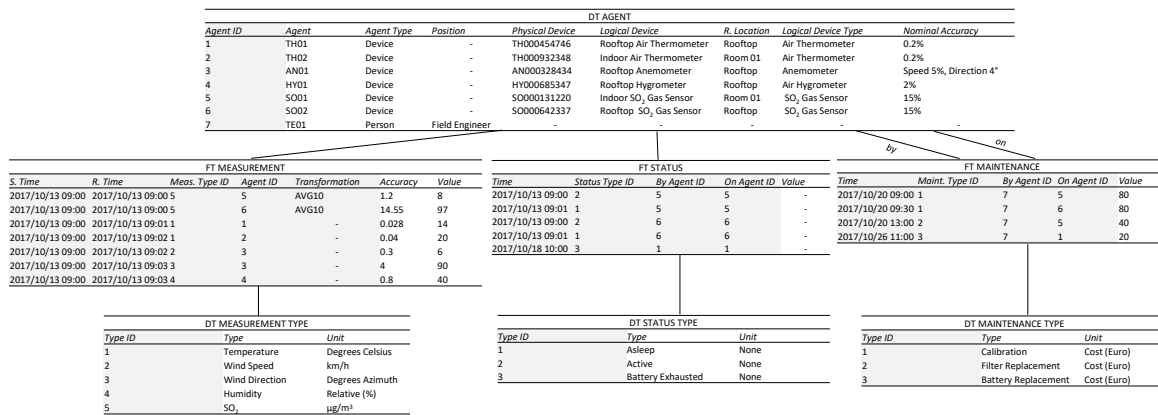 DT AGENT
Agent ID Agent Agent Type Position Physical Device Logical Device R. Location Logical Device Type Nominal Accuracy
1 TH01 Device - TH000454746 Rooftop Air Thermometer Rooftop Air Thermometer 0.2%
2 TH02 Device - TH000932348 Indoor Air Thermometer Room 01 Air Thermometer 0.2%
3 AN01 Device - AN000328434 Rooftop Anemometer Rooftop Anemometer Speed 5%, Direction 4°
4 HY01 Device - HY000685347 Rooftop Hygrometer Rooftop Air Hygrometer 2%
5 SO01 Device - SO000131220 Indoor SO₂ Gas Sensor Room 01 SO₂ Gas Sensor 15%
6 SO02 Device - SO000642337 Rooftop SO₂ Gas Sensor Rooftop SO₂ Gas Sensor 15%
7 TE01 Person Field Engineer - - - - -
by on
FT MEASUREMENT
S. Time R. Time Meas. Type ID Agent ID Transformation Accuracy Value
2017/10/13 09:00 2017/10/13 09:00 5 5 AVG10 1.2 8
2017/10/13 09:00 2017/10/13 09:00 5 6 AVG10 14.55 97
2017/10/13 09:00 2017/10/13 09:01 1 1 - 0.028 14
2017/10/13 09:00 2017/10/13 09:02 1 2 - 0.04 20
2017/10/13 09:00 2017/10/13 09:02 2 3 - 0.3 6
2017/10/13 09:00 2017/10/13 09:03 3 3 - 4 90
2017/10/13 09:00 2017/10/13 09:03 4 4 - 0.8 40
FT STATUS
Time Status Type ID By Agent ID On Agent ID Value
2017/10/13 09:00 2 5 5 -
2017/10/13 09:01 1 5 5 -
2017/10/13 09:00 2 6 6 -
2017/10/13 09:01 1 6 6 -
2017/10/18 10:00 3 1 1 -
FT MAINTENANCE
Time Maint. Type ID By Agent ID On Agent ID Value
2017/10/20 09:00 1 7 5 80
2017/10/20 09:30 1 7 6 80
2017/10/20 13:00 2 7 5 40
2017/10/26 11:00 3 7 1 20
DT MEASUREMENT TYPE
Type ID Type Unit
1 Temperature Degrees Celsius
2 Wind Speed km/h
3 Wind Direction Degrees Azimuth
4 Humidity Relative (%)
5 SO₂ µg/m³
DT STATUS TYPE
Type ID Type Unit
1 Asleep None
2 Active None
3 Battery Exhausted None
DT MAINTENANCE TYPE
Type ID Type Unit
1 Calibration Cost (Euro)
2 Filter Replacement Cost (Euro)
3 Battery Replacement Cost (Euro)